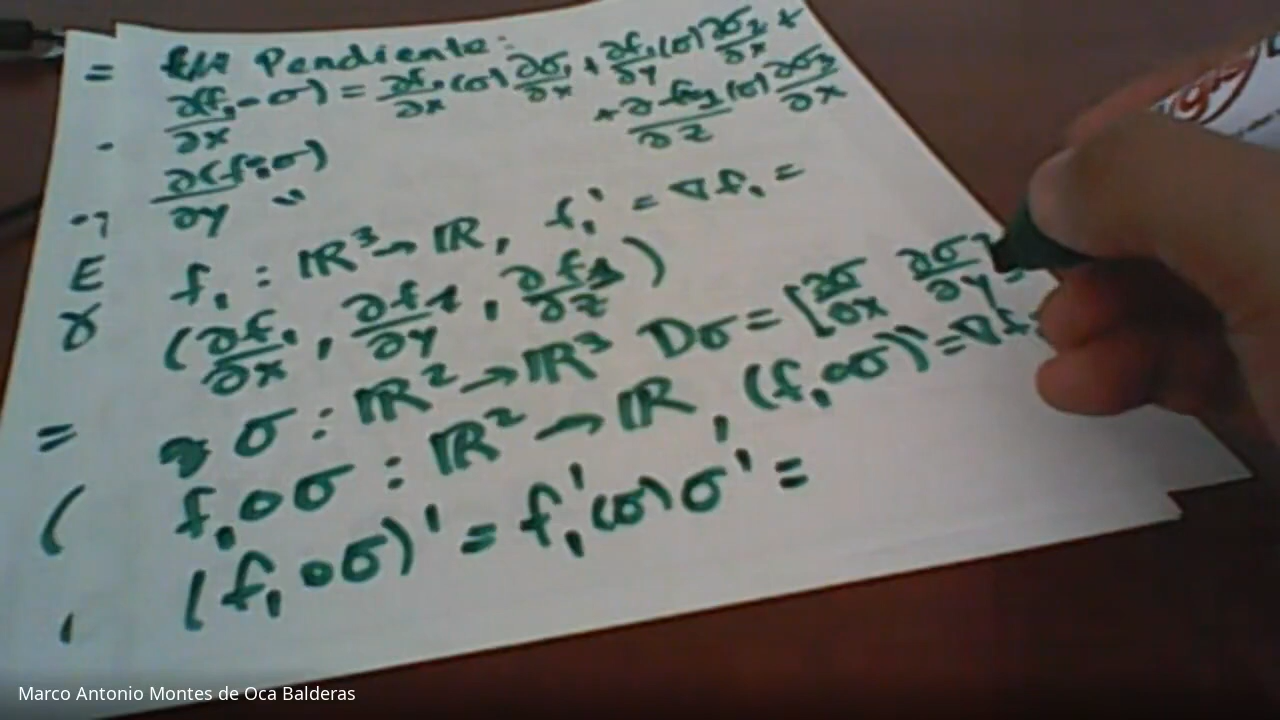 = Pendiente:
∂(f₁∘σ)/∂x = ∂f₁/∂x (σ) ∂σ₁/∂x + ∂f₁/∂y (σ) ∂σ₂/∂x +
+ ∂f₁/∂z (σ) ∂σ₃/∂x
∂(f₁∘σ)/∂y "
E f₁ : ℝ³→ℝ, f₁' = ∇f₁ =
γ (∂f₁/∂x, ∂f₁/∂y, ∂f₁/∂z)
= σ : ℝ²→ℝ³ Dσ = [∂σ/∂x ∂σ/∂y
( f₁∘σ : ℝ²→ℝ, (f₁∘σ)' = ∇f₁
(f₁∘σ)' = f₁'(σ)σ' =
Marco Antonio Montes de Oca Balderas